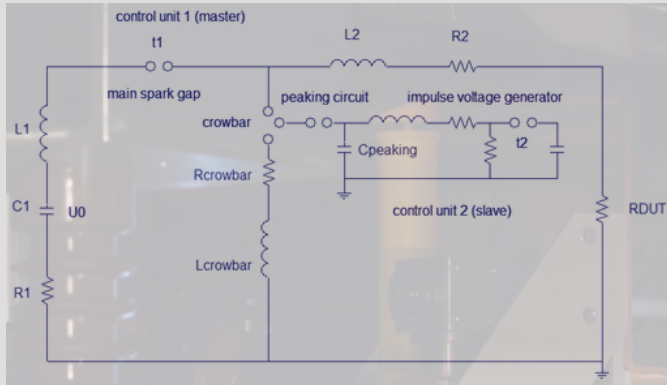 control unit 1 (master)
t1
L2
R2
main spark gap
peaking circuit
impulse voltage generator
L1
crowbar
Cpeaking
t2
Rcrowbar
C1
U0
control unit 2 (slave)
RDUT
Lcrowbar
R1